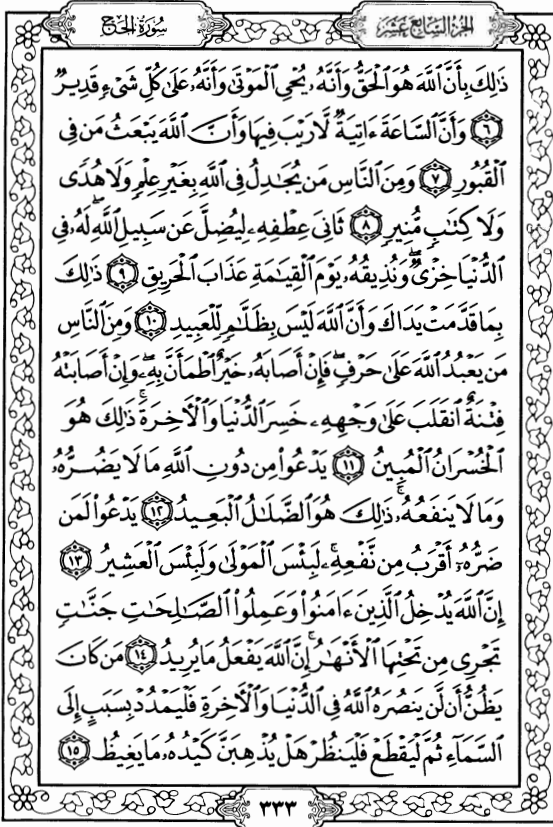 الجزء السابع عشر سورة الحج
ذَٰلِكَ بِأَنَّ ٱللَّهَ هُوَ ٱلْحَقُّ وَأَنَّهُۥ يُحْىِ ٱلْمَوْتَىٰ وَأَنَّهُۥ عَلَىٰ كُلِّ شَىْءٍ قَدِيرٌ
٦ وَأَنَّ ٱلسَّاعَةَ ءَاتِيَةٌ لَّا رَيْبَ فِيهَا وَأَنَّ ٱللَّهَ يَبْعَثُ مَن فِى
ٱلْقُبُورِ ٧ وَمِنَ ٱلنَّاسِ مَن يُجَٰدِلُ فِى ٱللَّهِ بِغَيْرِ عِلْمٍ وَلَا هُدًى
وَلَا كِتَٰبٍ مُّنِيرٍ ٨ ثَانِىَ عِطْفِهِۦ لِيُضِلَّ عَن سَبِيلِ ٱللَّهِ ۖ لَهُۥ فِى
ٱلدُّنْيَا خِزْىٌ ۖ وَنُذِيقُهُۥ يَوْمَ ٱلْقِيَٰمَةِ عَذَابَ ٱلْحَرِيقِ ٩ ذَٰلِكَ
بِمَا قَدَّمَتْ يَدَاكَ وَأَنَّ ٱللَّهَ لَيْسَ بِظَلَّٰمٍ لِّلْعَبِيدِ ١٠ وَمِنَ ٱلنَّاسِ
مَن يَعْبُدُ ٱللَّهَ عَلَىٰ حَرْفٍ ۖ فَإِنْ أَصَابَهُۥ خَيْرٌ ٱطْمَأَنَّ بِهِۦ ۖ وَإِنْ أَصَابَتْهُ
فِتْنَةٌ ٱنقَلَبَ عَلَىٰ وَجْهِهِۦ خَسِرَ ٱلدُّنْيَا وَٱلْءَاخِرَةَ ۚ ذَٰلِكَ هُوَ
ٱلْخُسْرَانُ ٱلْمُبِينُ ١١ يَدْعُوا۟ مِن دُونِ ٱللَّهِ مَا لَا يَضُرُّهُۥ
وَمَا لَا يَنفَعُهُۥ ۚ ذَٰلِكَ هُوَ ٱلضَّلَٰلُ ٱلْبَعِيدُ ١٢ يَدْعُوا۟ لَمَن
ضَرُّهُۥٓ أَقْرَبُ مِن نَّفْعِهِۦ ۚ لَبِئْسَ ٱلْمَوْلَىٰ وَلَبِئْسَ ٱلْعَشِيرُ ١٣
إِنَّ ٱللَّهَ يُدْخِلُ ٱلَّذِينَ ءَامَنُوا۟ وَعَمِلُوا۟ ٱلصَّٰلِحَٰتِ جَنَّٰتٍ
تَجْرِى مِن تَحْتِهَا ٱلْأَنْهَٰرُ ۚ إِنَّ ٱللَّهَ يَفْعَلُ مَا يُرِيدُ ١٤ مَن كَانَ
يَظُنُّ أَن لَّن يَنصُرَهُ ٱللَّهُ فِى ٱلدُّنْيَا وَٱلْءَاخِرَةِ فَلْيَمْدُدْ بِسَبَبٍ إِلَى
ٱلسَّمَآءِ ثُمَّ لْيَقْطَعْ فَلْيَنظُرْ هَلْ يُذْهِبَنَّ كَيْدُهُۥ مَا يَغِيظُ ١٥
٣٣٣